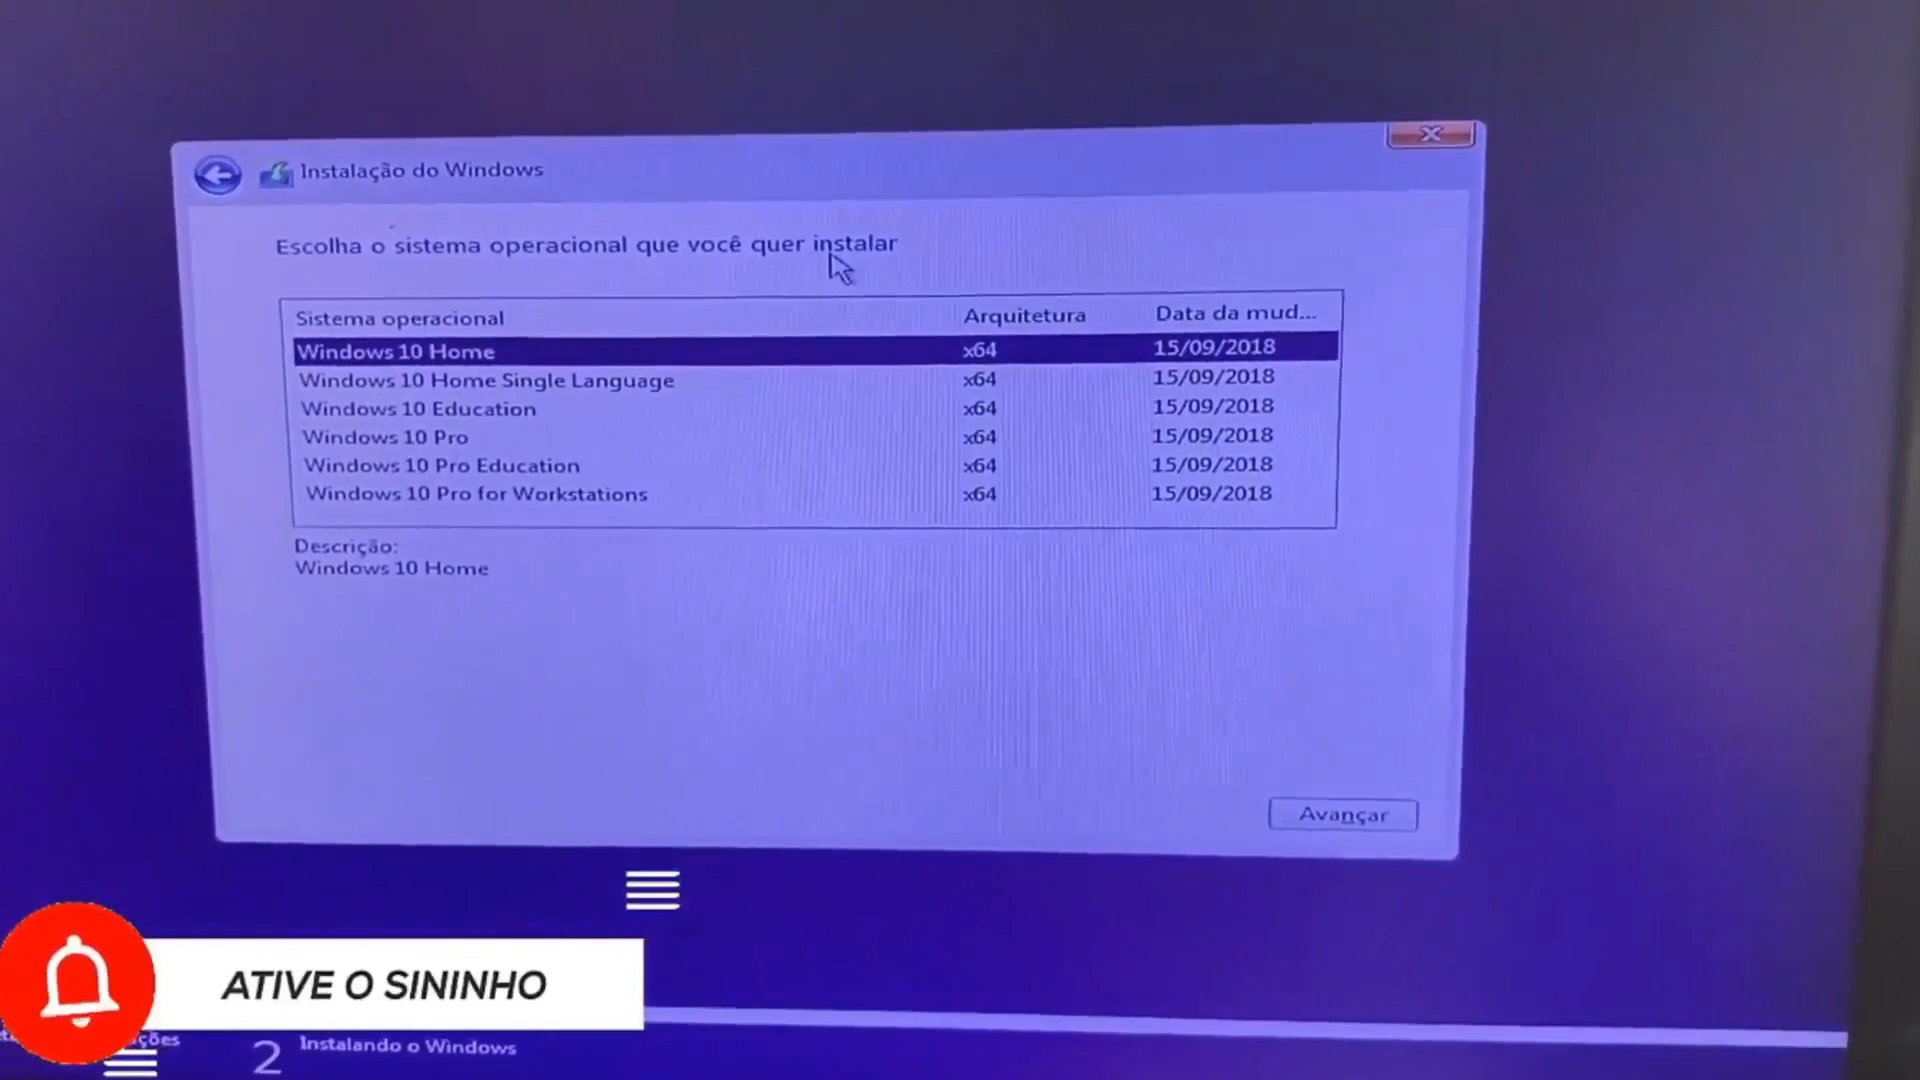 Instalação do Windows
Escolha o sistema operacional que você quer instalar
Sistema operacional Arquitetura Data da mud...
Windows 10 Home x64 15/09/2018
Windows 10 Home Single Language x64 15/09/2018
Windows 10 Education x64 15/09/2018
Windows 10 Pro x64 15/09/2018
Windows 10 Pro Education x64 15/09/2018
Windows 10 Pro for Workstations x64 15/09/2018
Descrição:
Windows 10 Home
Avançar
ATIVE O SININHO
2 Instalando o Windows